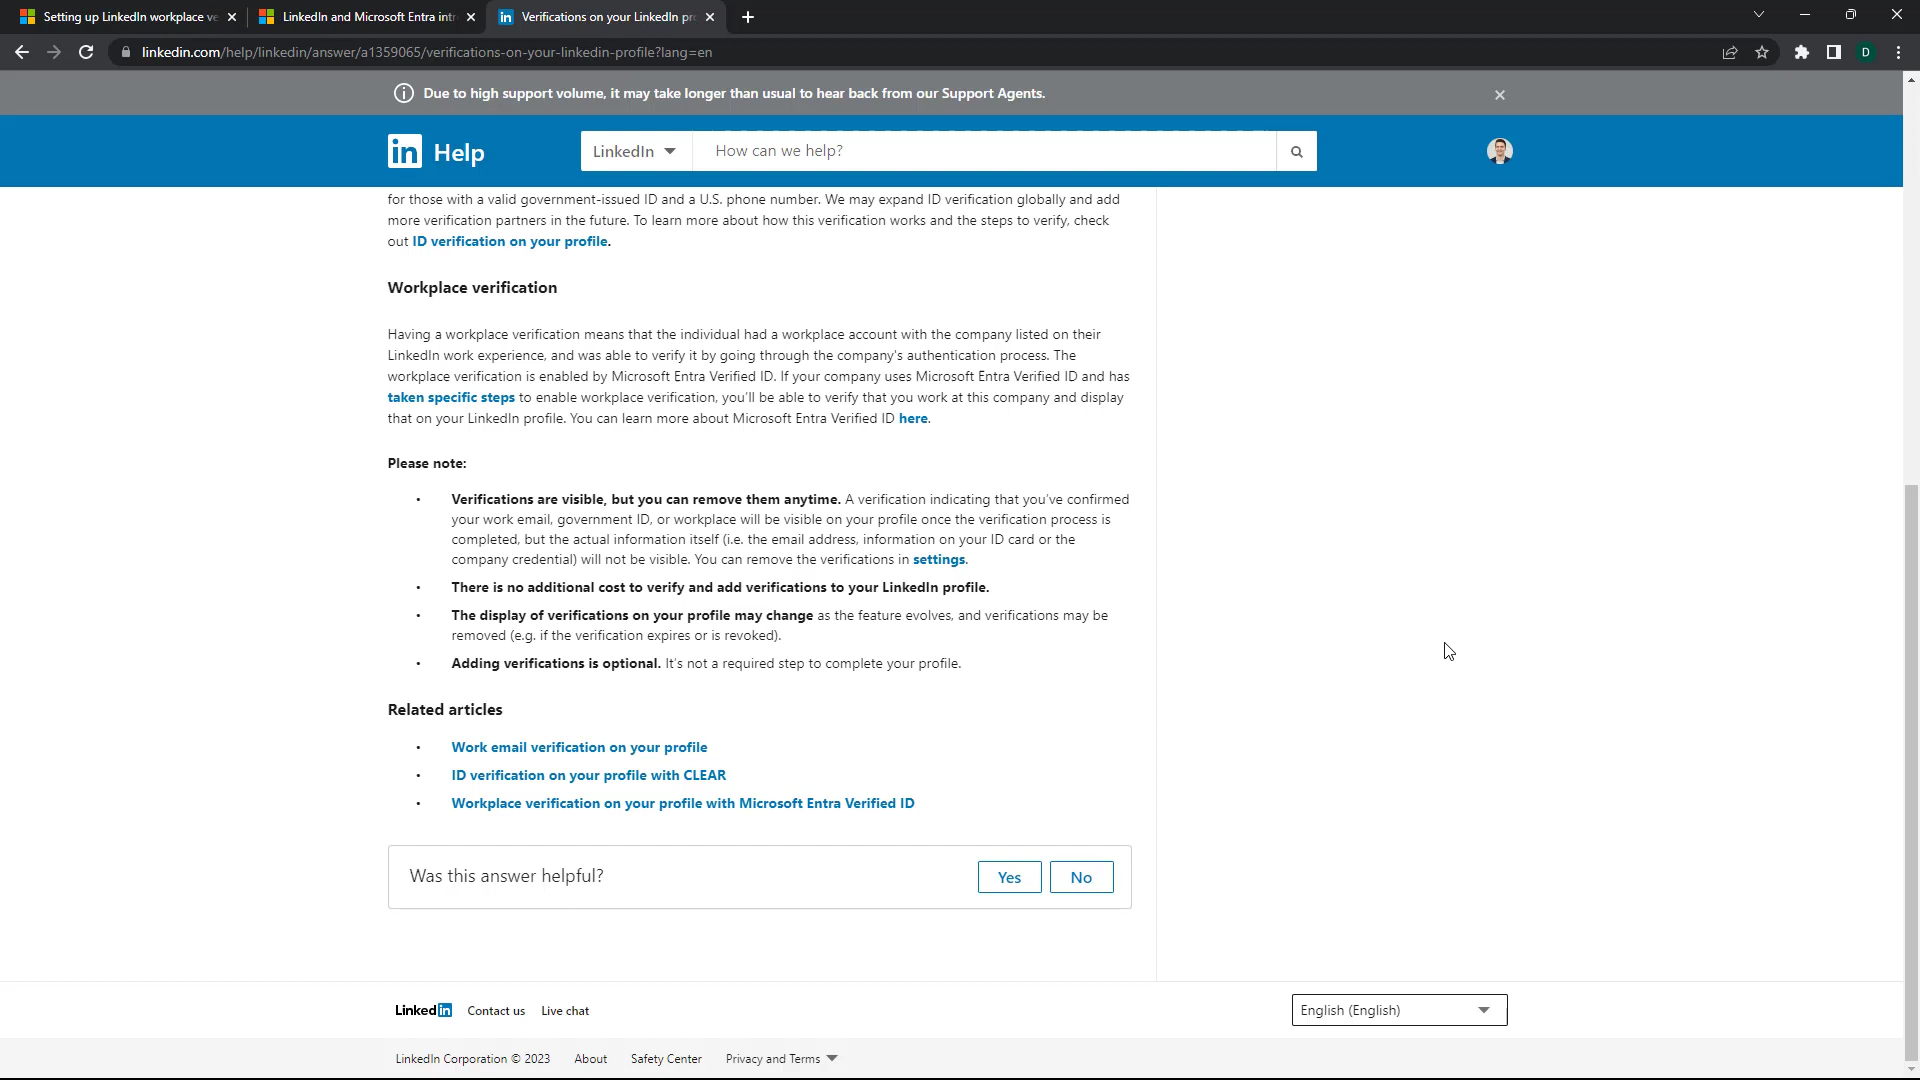 Setting up LinkedIn workplace ve
LinkedIn and Microsoft Entra intr
Verifications on your LinkedIn pr
linkedin.com/help/linkedin/answer/a1359065/verifications-on-your-linkedin-profile?lang=en
D
Due to high support volume, it may take longer than usual to hear back from our Support Agents.
in Help
LinkedIn
How can we help?
for those with a valid government-issued ID and a U.S. phone number. We may expand ID verification globally and add
more verification partners in the future. To learn more about how this verification works and the steps to verify, check
out ID verification on your profile.
Workplace verification
Having a workplace verification means that the individual had a workplace account with the company listed on their
LinkedIn work experience, and was able to verify it by going through the company's authentication process. The
workplace verification is enabled by Microsoft Entra Verified ID. If your company uses Microsoft Entra Verified ID and has
taken specific steps to enable workplace verification, you'll be able to verify that you work at this company and display
that on your LinkedIn profile. You can learn more about Microsoft Entra Verified ID here.
Please note:
• Verifications are visible, but you can remove them anytime. A verification indicating that you've confirmed
your work email, government ID, or workplace will be visible on your profile once the verification process is
completed, but the actual information itself (i.e. the email address, information on your ID card or the
company credential) will not be visible. You can remove the verifications in settings.
• There is no additional cost to verify and add verifications to your LinkedIn profile.
• The display of verifications on your profile may change as the feature evolves, and verifications may be
removed (e.g. if the verification expires or is revoked).
• Adding verifications is optional. It's not a required step to complete your profile.
Related articles
• Work email verification on your profile
• ID verification on your profile with CLEAR
• Workplace verification on your profile with Microsoft Entra Verified ID
Was this answer helpful?
Yes
No
LinkedIn
Contact us
Live chat
English (English)
LinkedIn Corporation © 2023
About
Safety Center
Privacy and Terms